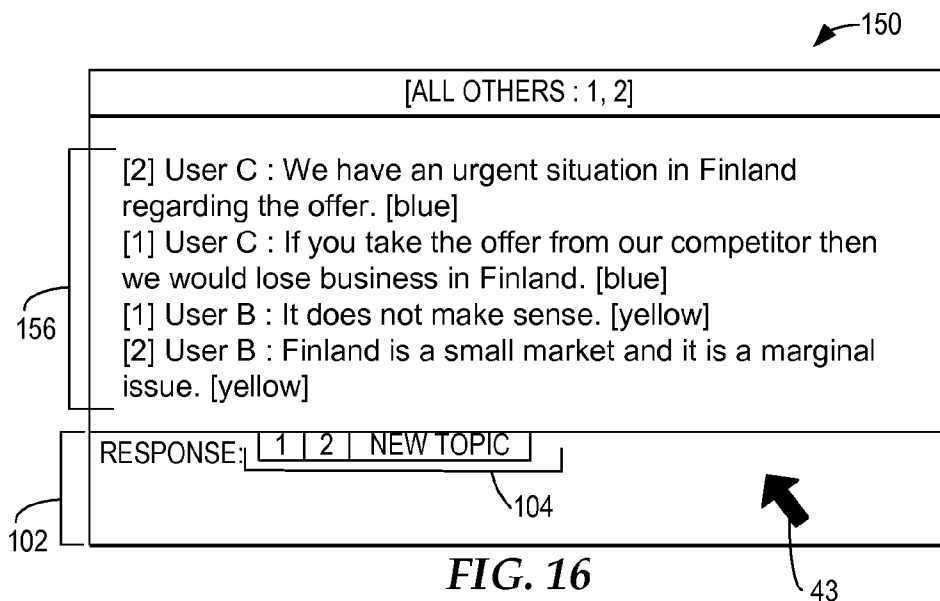 150
[ALL OTHERS : 1, 2]
[2] User C : We have an urgent situation in Finland
regarding the offer. [blue]
[1] User C : If you take the offer from our competitor then
we would lose business in Finland. [blue]
[1] User B : It does not make sense. [yellow]
[2] User B : Finland is a small market and it is a marginal
issue. [yellow]
156
RESPONSE: 1 2 NEW TOPIC
104
102
43
FIG. 16